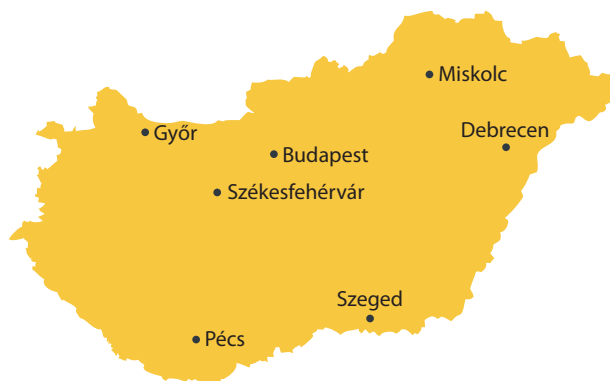 Miskolc
Debrecen
Győr
Budapest
Székesfehérvár
Szeged
Pécs